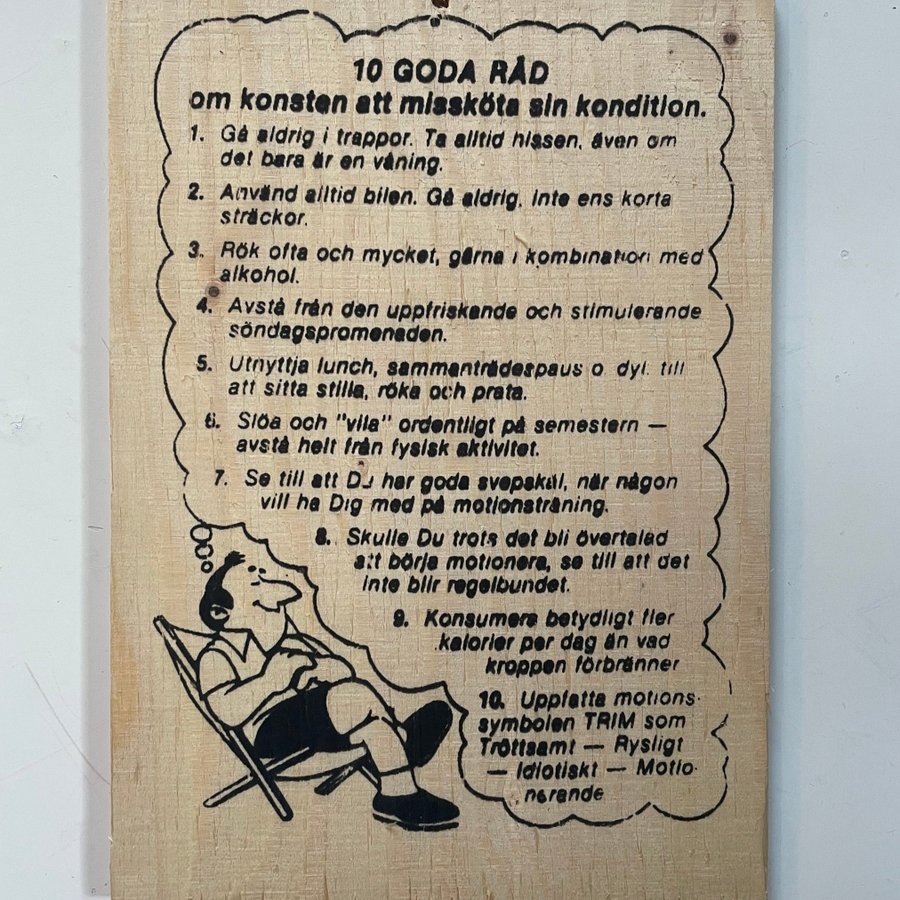 10 GODA RÅD
om konsten att missköta sin kondition.
1. Gå aldrig i trappor. Ta alltid hissen, även om
det bara är en våning.
2. Använd alltid bilen. Gå aldrig, inte ens korta
sträckor.
3. Rök ofta och mycket, gärna i kombination med
alkohol.
4. Avstå från den uppfriskande och stimulerande
söndagspromenaden.
5. Utnyttja lunch, sammanträdespaus o dyl. till
att sitta stilla, röka och prata.
6. Slöa och "vila" ordentligt på semestern —
avstå helt från fysisk aktivitet.
7. Se till att Du har goda svepskäl, när någon
vill ha Dig med på motionsträning.
8. Skulle Du trots det bli övertalad
att börja motionera, se till att det
inte blir regelbundet.
9. Konsumera betydligt fler
kalorier per dag än vad
kroppen förbränner
10. Uppfatta motions-
symbolen TRIM som
Tröttsamt — Rysligt
— Idiotiskt — Motio-
nerande